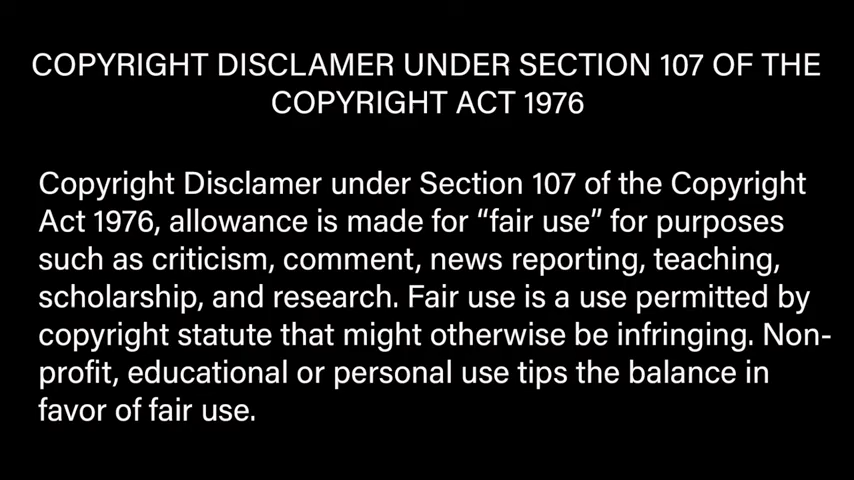 COPYRIGHT DISCLAMER UNDER SECTION 107 OF THE
COPYRIGHT ACT 1976
Copyright Disclamer under Section 107 of the Copyright
Act 1976, allowance is made for “fair use” for purposes
such as criticism, comment, news reporting, teaching,
scholarship, and research. Fair use is a use permitted by
copyright statute that might otherwise be infringing. Non-
profit, educational or personal use tips the balance in
favor of fair use.